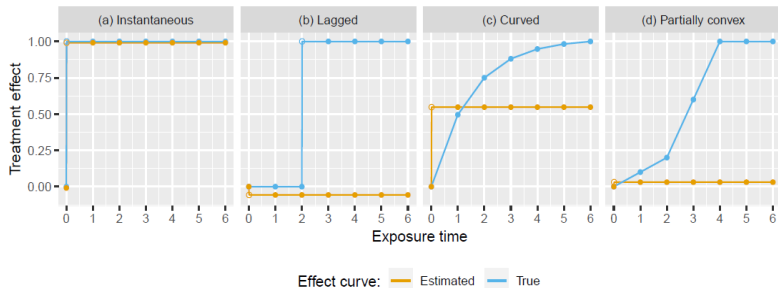 (a) Instantaneous (b) Lagged (c) Curved (d) Partially convex
1.00
0.75
0.50
0.25
0.00
Treatment effect
0 1 2 3 4 5 6 0 1 2 3 4 5 6 0 1 2 3 4 5 6 0 1 2 3 4 5 6
Exposure time
Effect curve: Estimated True